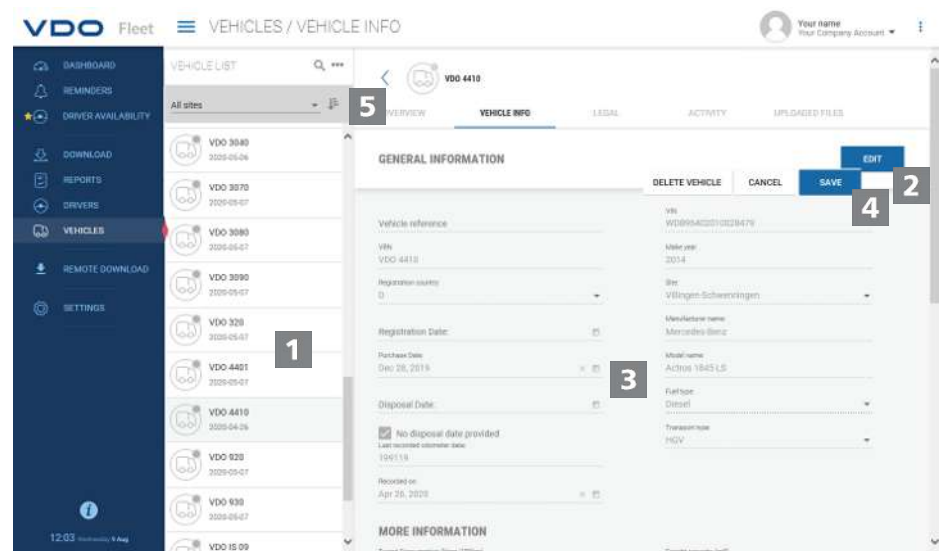 VDO Fleet
VEHICLES / VEHICLE INFO
Your name
Your Company Account
DASHBOARD
REMINDERS
DRIVER AVAILABILITY
DOWNLOAD
REPORTS
DRIVERS
VEHICLES
REMOTE DOWNLOAD
SETTINGS
12:03 Wednesday 5 Aug
VEHICLE LIST
All sites
5
VDO 3040
2020-05-06
VDO 3070
2020-05-07
VDO 3080
2020-05-07
VDO 3090
2020-05-07
VDO 320
2020-05-07
1
VDO 4401
2020-05-07
VDO 4410
2020-04-26
VDO 920
2020-05-07
VDO 930
2020-05-07
VDO IS 09
VDO 4410
OVERVIEW
VEHICLE INFO
LEGAL
ACTIVITY
UPLOADED FILES
GENERAL INFORMATION
EDIT
2
DELETE VEHICLE
CANCEL
SAVE
4
Vehicle reference
VRN
VDO 4410
Registration country
D
Registration Date:
Purchase Date:
Dec 28, 2019
3
Disposal Date:
No disposal date provided
Last recorded odometer date:
199118
Recorded on
Apr 26, 2020
VIN
Make year
2014
Site:
Villingen-Schwenningen
Manufacturer name:
Mercedes-Benz
Model name:
Actros 1845 LS
Fuel type:
Diesel
Transport type:
HGV
MORE INFORMATION